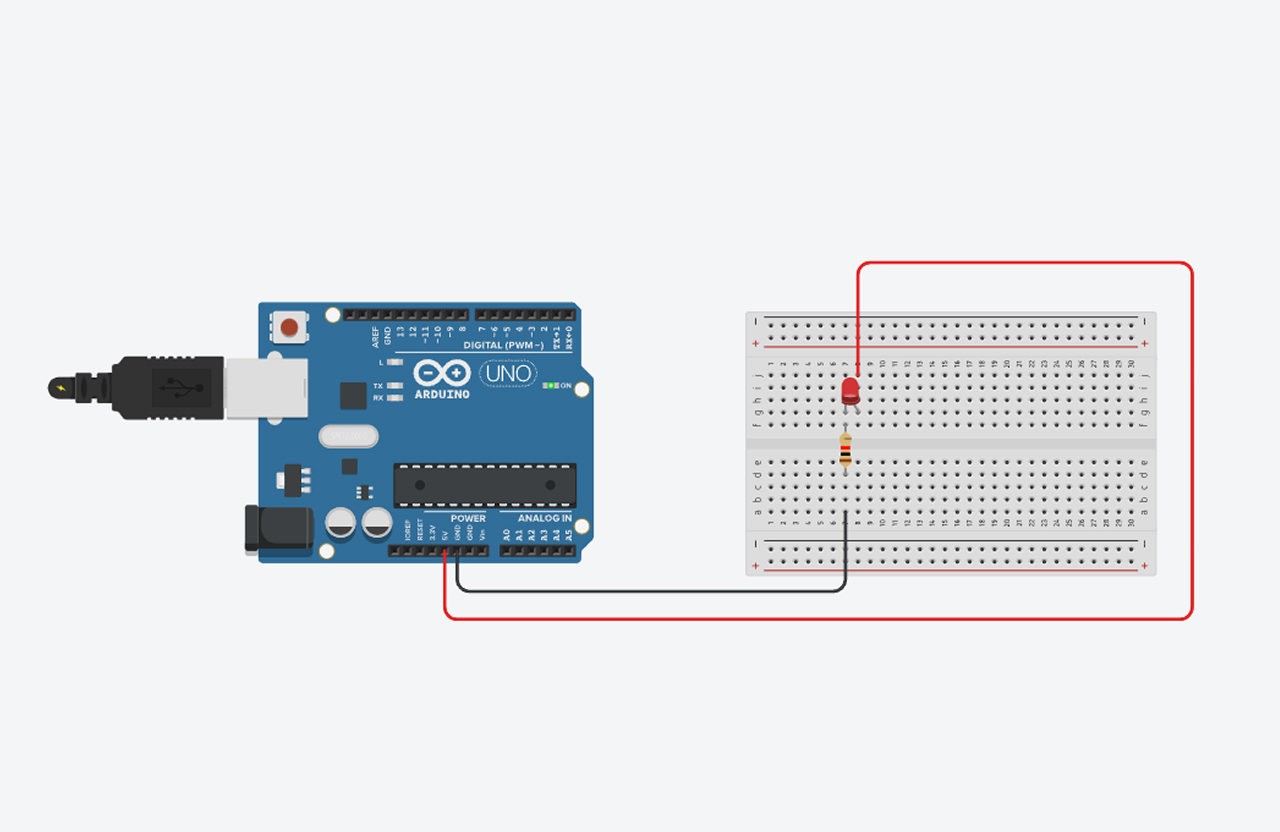 AREF
GND
13
12
~11
~10
~9
8
7
~6
~5
4
~3
2
TX→1
RX←0
DIGITAL (PWM~)
L
TX
RX
UNO
ON
ARDUINO
POWER
ANALOG IN
IOREF
RESET
3.3V
5V
GND
GND
Vin
A0
A1
A2
A3
A4
A5
− −
+ +
1 2 3 4 5 6 7 8 9 10 11 12 13 14 15 16 17 18 19 20 21 22 23 24 25 26 27 28 29 30
j j
i i
h h
g g
f f
e e
d d
c c
b b
a a
1 2 3 4 5 6 7 8 9 10 11 12 13 14 15 16 17 18 19 20 21 22 23 24 25 26 27 28 29 30
− −
+ +